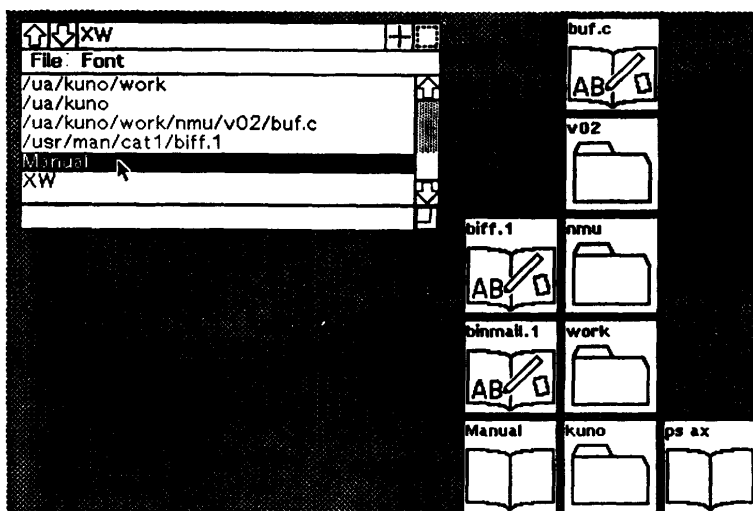 XW
File Font
/ua/kuno/work
/ua/kuno
/ua/kuno/work/nmu/v02/buf.c
/usr/man/cat1/biff.1
Manual
XW
buf.c
AB
v02
biff.1
nmu
AB
binmail.1
work
AB
Manual
kuno
ps ax